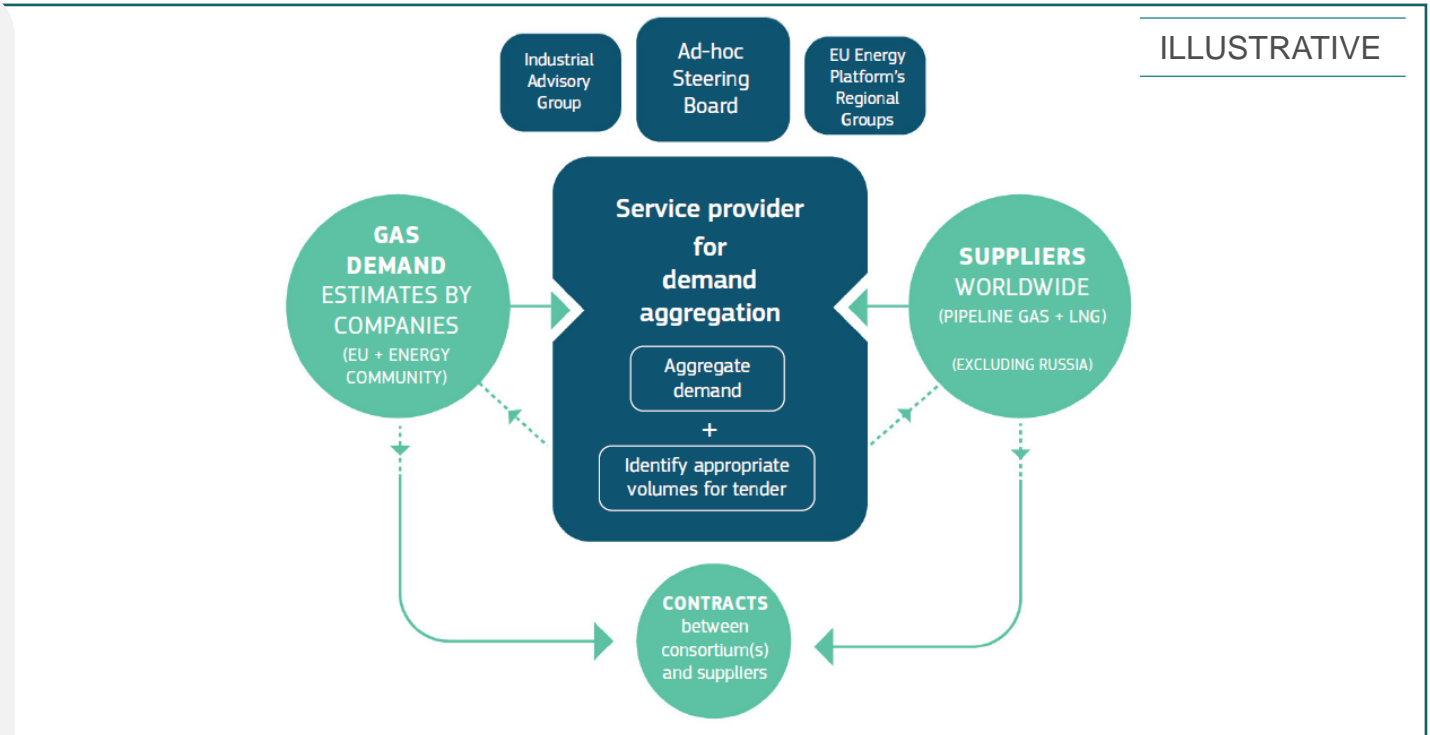 ILLUSTRATIVE
Industrial
Advisory
Group
Ad-hoc
Steering
Board
EU Energy
Platform's
Regional
Groups
GAS
DEMAND
ESTIMATES BY
COMPANIES
(EU + ENERGY
COMMUNITY)
Service provider
for
demand
aggregation
Aggregate
demand
+
Identify appropriate
volumes for tender
SUPPLIERS
WORLDWIDE
(PIPELINE GAS + LNG)
(EXCLUDING RUSSIA)
CONTRACTS
between
consortium(s)
and suppliers